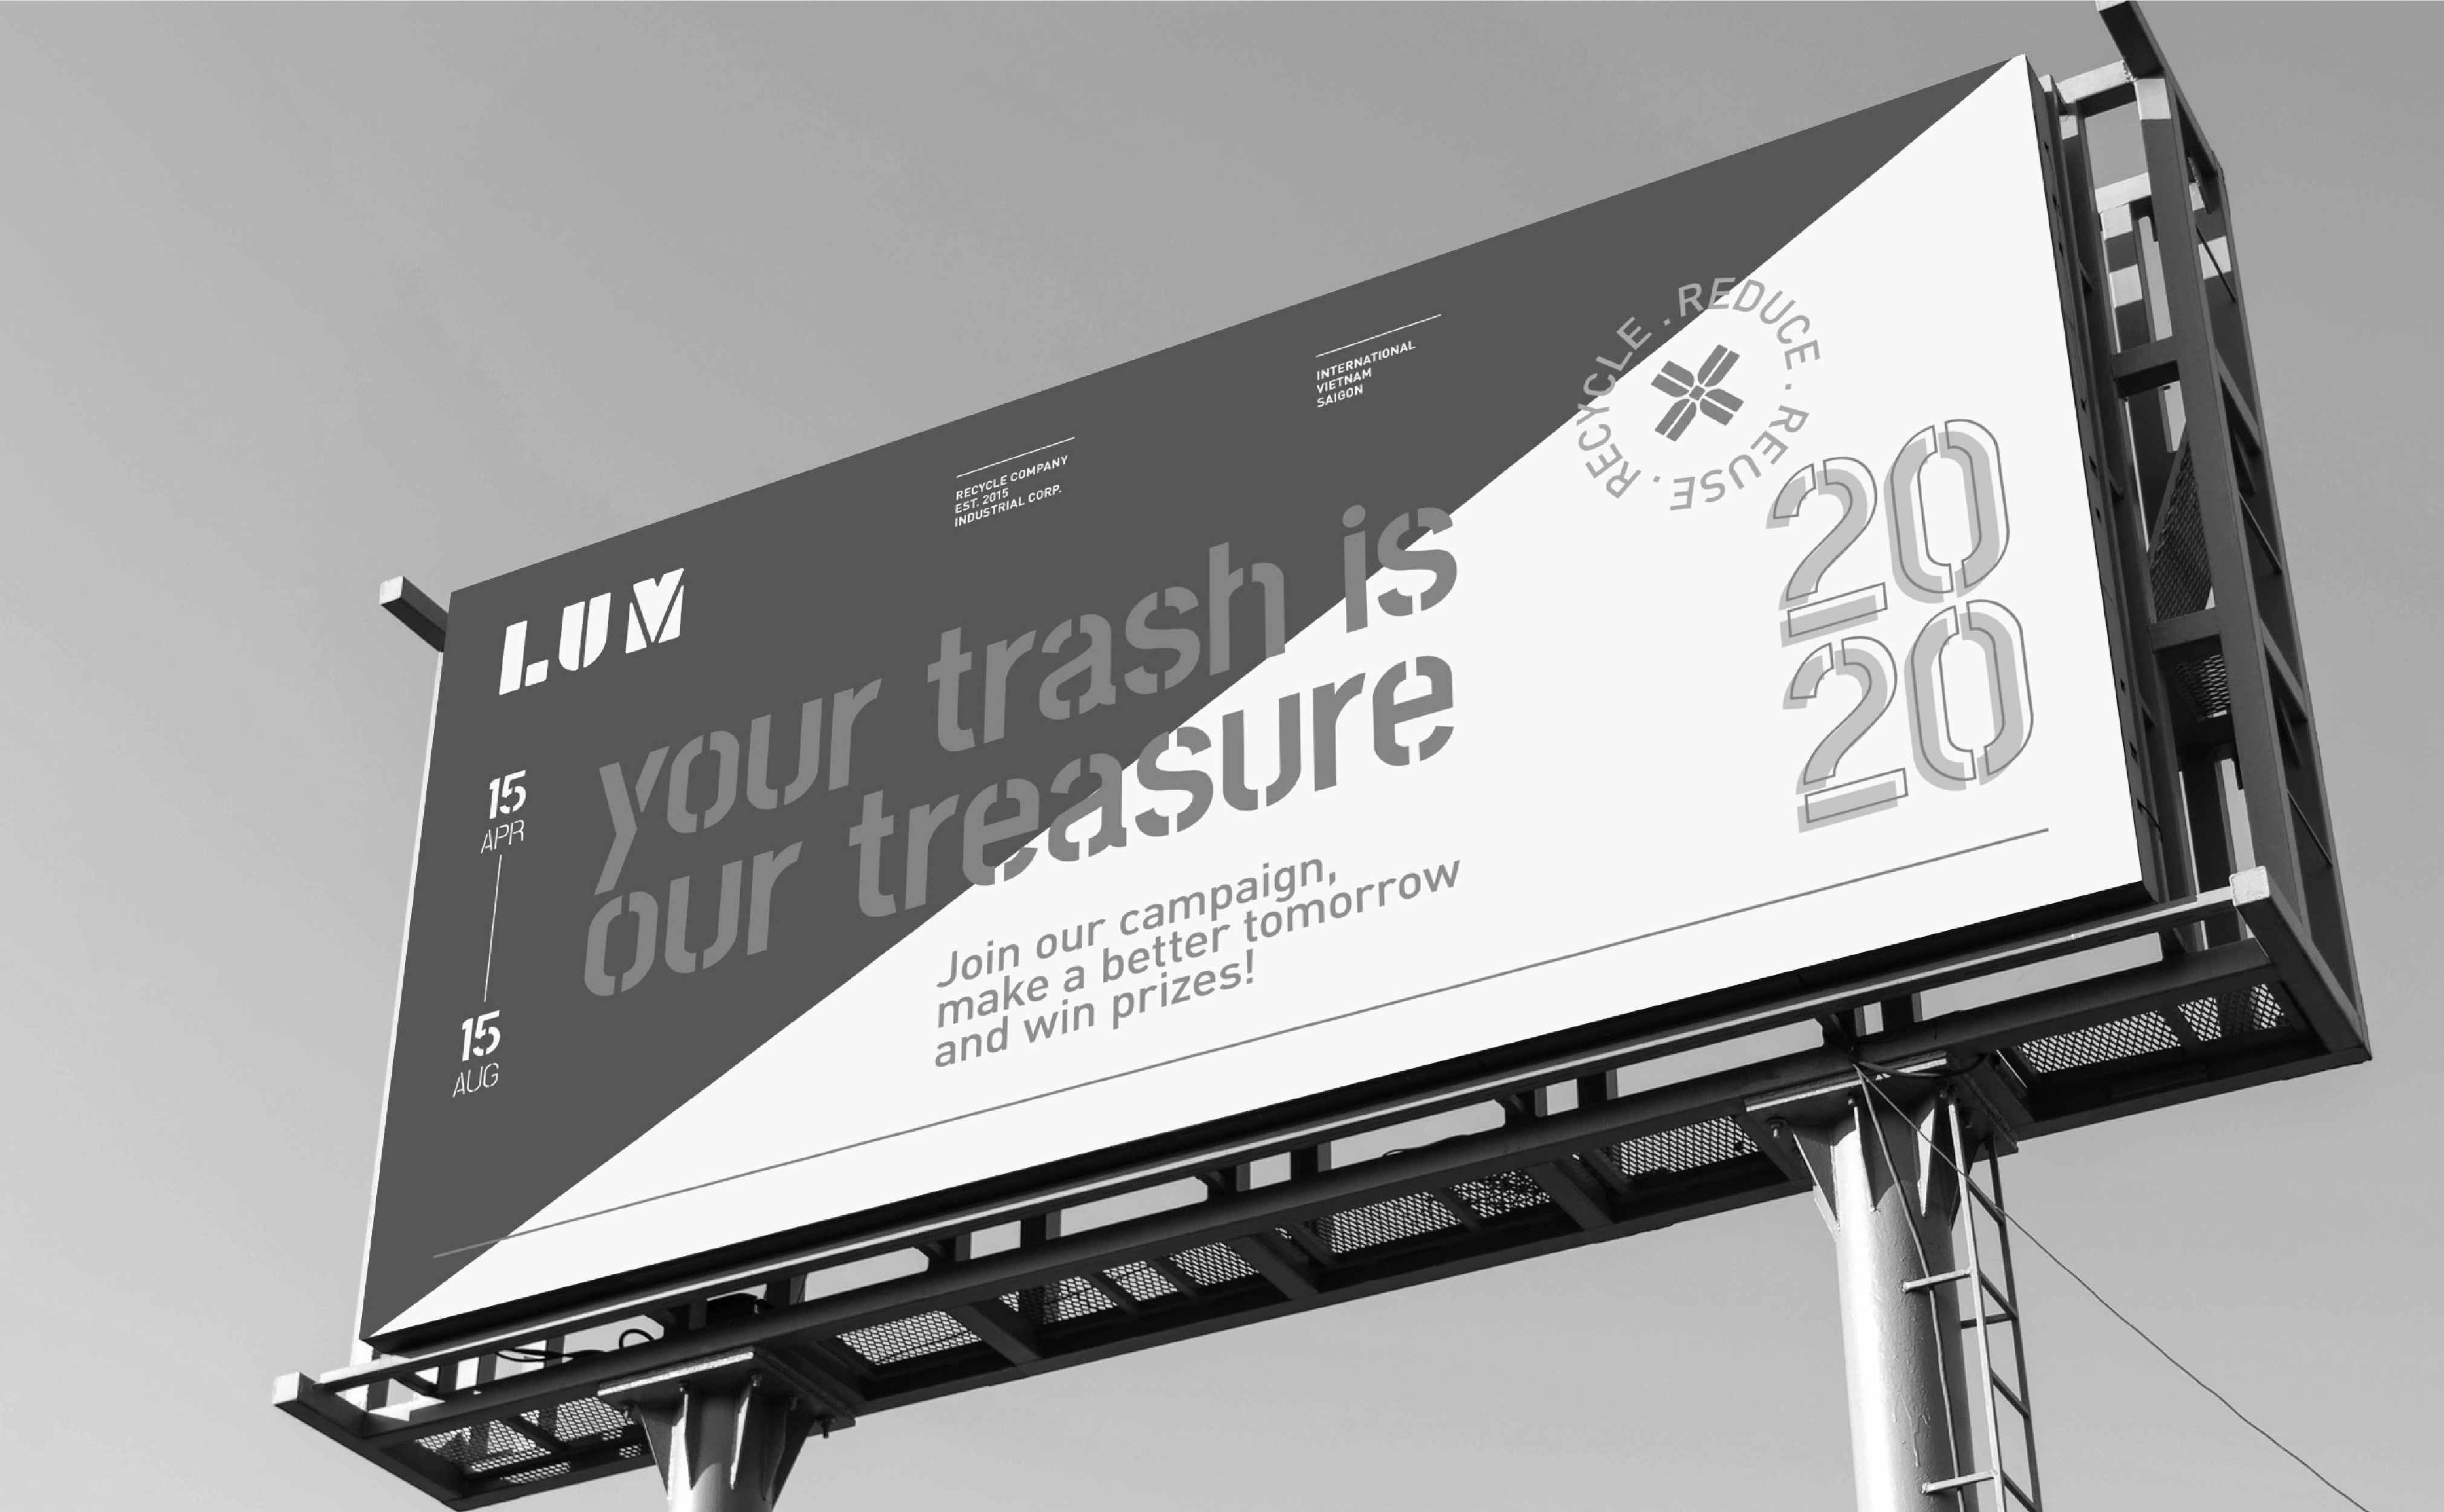 LUM
RECYCLE COMPANY
EST. 2015
INDUSTRIAL CORP.
INTERNATIONAL
VIETNAM
SAIGON
RECYCLE . REDUCE . REUSE .
15
APR
15
AUG
your trash is
our treasure
Join our campaign,
make a better tomorrow
and win prizes!
20
20